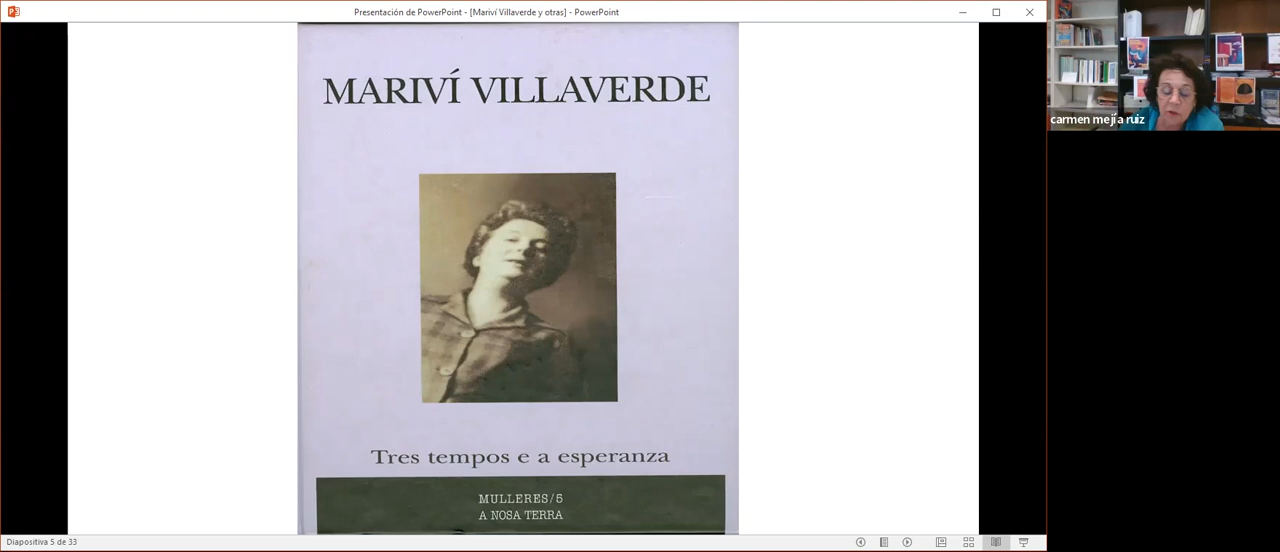 Presentación de PowerPoint - [Mariví Villaverde y otras] - PowerPoint
MARIVÍ VILLAVERDE
Tres tempos e a esperanza
MULLERES/5
A NOSA TERRA
carmen mejía ruiz
Diapositiva 5 de 33